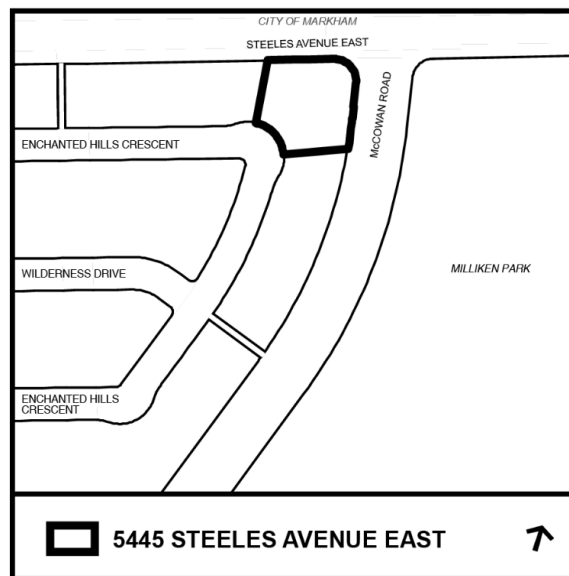 CITY OF MARKHAM
STEELES AVENUE EAST
McCOWAN ROAD
ENCHANTED HILLS CRESCENT
MILLIKEN PARK
WILDERNESS DRIVE
ENCHANTED HILLS
CRESCENT
5445 STEELES AVENUE EAST